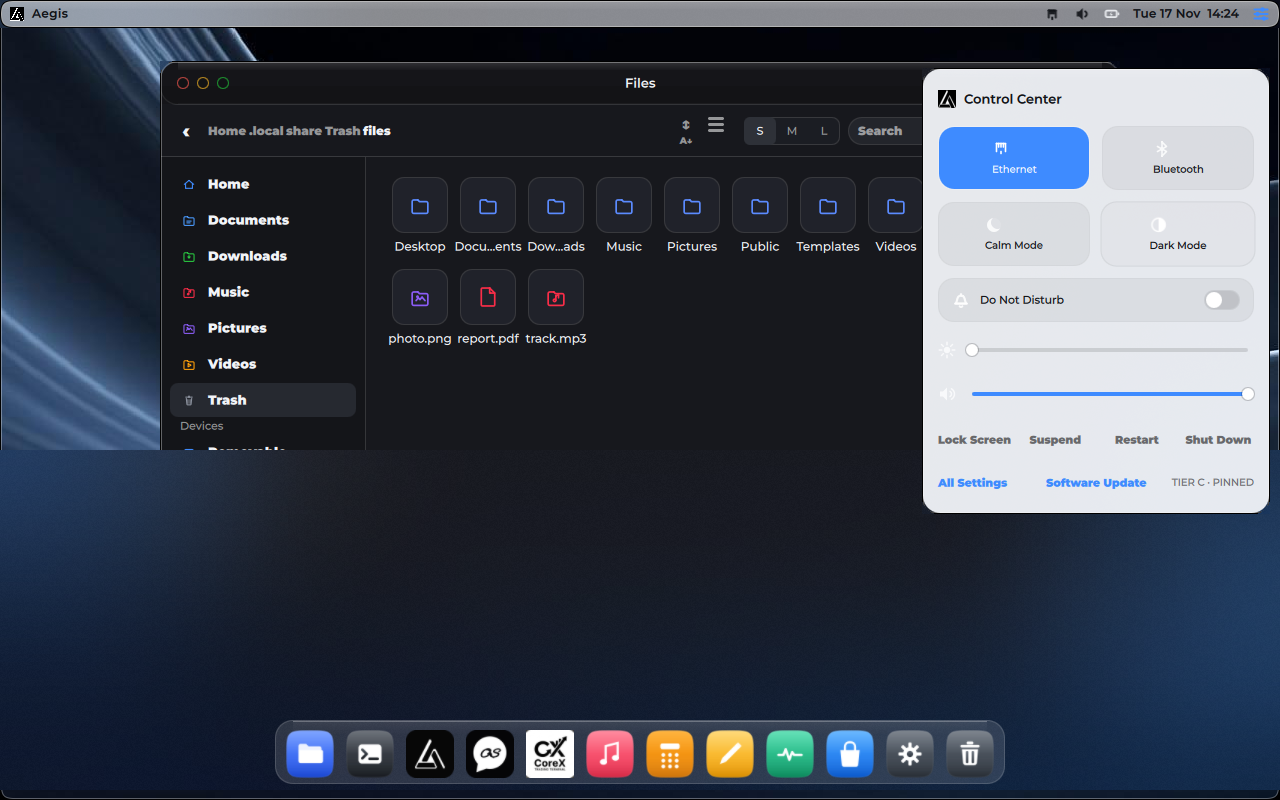 Aegis
Tue 17 Nov 14:24
Files
Home .local share Trash files
A
S M L
Search
Home
Documents
Downloads
Music
Pictures
Videos
Trash
Devices
Desktop Docu...ents Dow...ads Music Pictures Public Templates Videos
photo.png report.pdf track.mp3
Control Center
Ethernet
Bluetooth
Calm Mode
Dark Mode
Do Not Disturb
Lock Screen Suspend Restart Shut Down
All Settings Software Update TIER C · PINNED
as
CX
CoreX